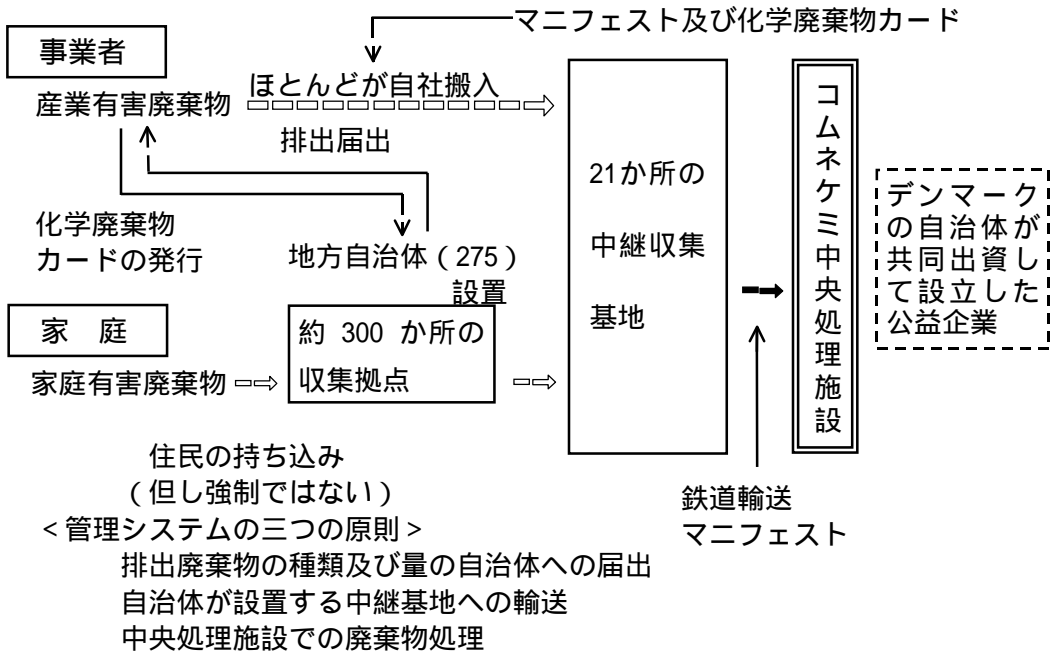 マニフェスト及び化学廃棄物カード
事業者
産業有害廃棄物
ほとんどが自社搬入
排出届出
化学廃棄物
カードの発行
地方自治体（275）
設置
家　庭
家庭有害廃棄物
約 300 か所の
収集拠点
21か所の
中継収集
基地
コムネケミ中央処理施設
デンマーク
の自治体が
共同出資し
て設立した
公益企業
住民の持ち込み
（但し強制ではない）
鉄道輸送
マニフェスト
＜管理システムの三つの原則＞
排出廃棄物の種類及び量の自治体への届出
自治体が設置する中継基地への輸送
中央処理施設での廃棄物処理